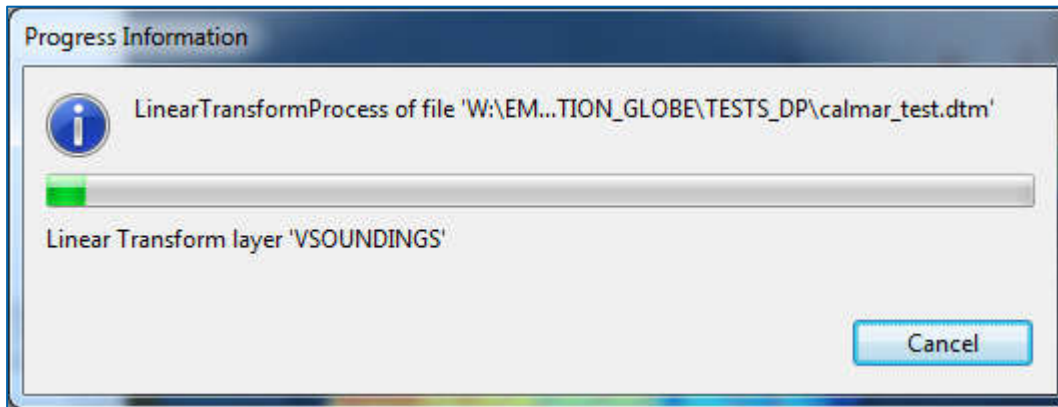 Progress Information
LinearTransformProcess of file 'W:\EM...TION_GLOBE\TESTS_DP\calmar_test.dtm'
Linear Transform layer 'VSOUNDINGS'
Cancel